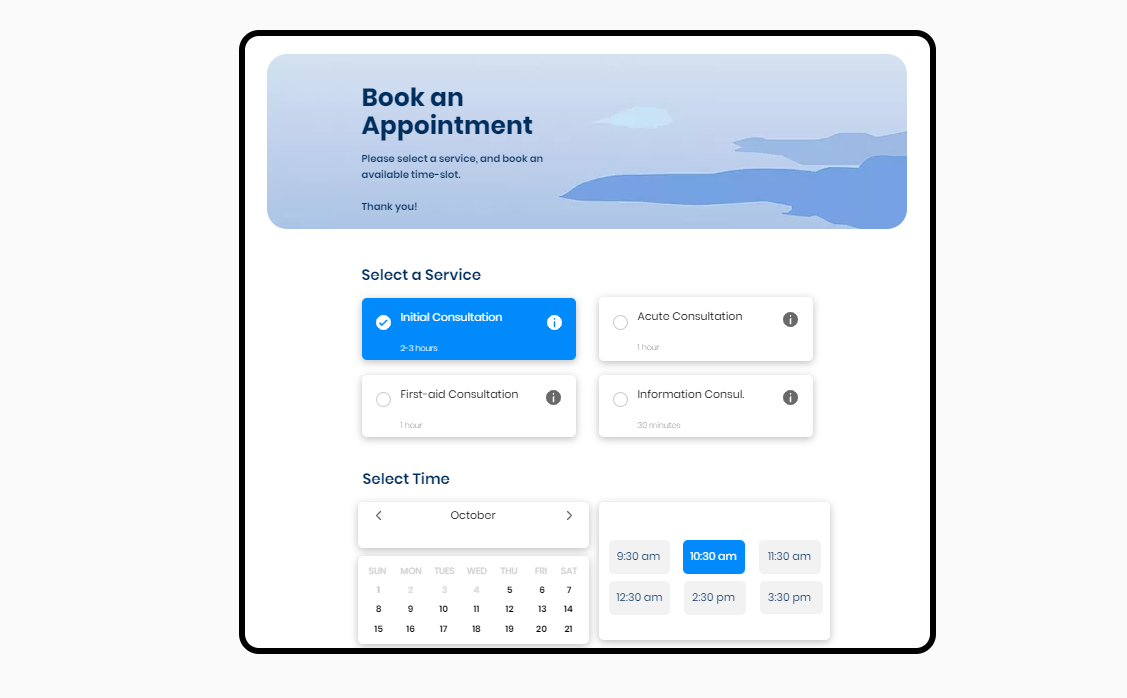 Book an
Appointment
Please select a service, and book an
available time-slot.
Thank you!
Select a Service
Initial Consultation
2-3 hours
Acute Consultation
1 hour
First-aid Consultation
1 hour
Information Consul.
30 minutes
Select Time
October
SUN MON TUES WED THU FRI SAT
1 2 3 4 5 6 7
8 9 10 11 12 13 14
15 16 17 18 19 20 21
9:30 am 10:30 am 11:30 am
12:30 am 2:30 pm 3:30 pm